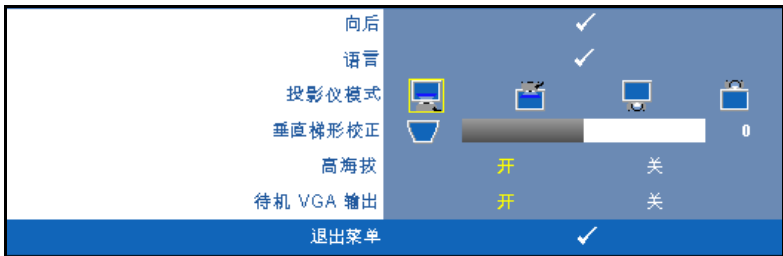 向后
语言
投影仪模式
垂直梯形校正 0
高海拔 开 关
待机 VGA 输出 开 关
退出菜单